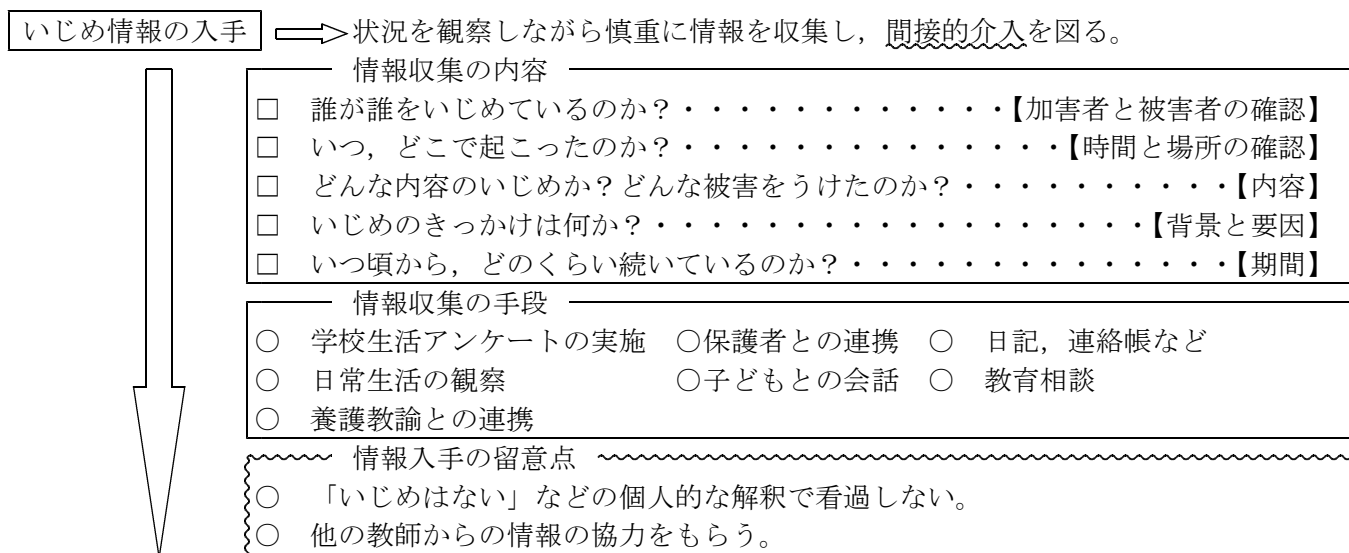 いじめ情報の入手 状況を観察しながら慎重に情報を収集し，間接的介入を図る。
情報収集の内容
□ 誰が誰をいじめているのか？・・・・・・・・・・・・・【加害者と被害者の確認】
□ いつ，どこで起こったのか？・・・・・・・・・・・・・・・【時間と場所の確認】
□ どんな内容のいじめか？どんな被害をうけたのか？・・・・・・・・・・【内容】
□ いじめのきっかけは何か？・・・・・・・・・・・・・・・・・・【背景と要因】
□ いつ頃から，どのくらい続いているのか？・・・・・・・・・・・・・・【期間】
情報収集の手段
○ 学校生活アンケートの実施 ○保護者との連携 ○ 日記，連絡帳など
○ 日常生活の観察 ○子どもとの会話 ○ 教育相談
○ 養護教諭との連携
情報入手の留意点
○ 「いじめはない」などの個人的な解釈で看過しない。
○ 他の教師からの情報の協力をもらう。